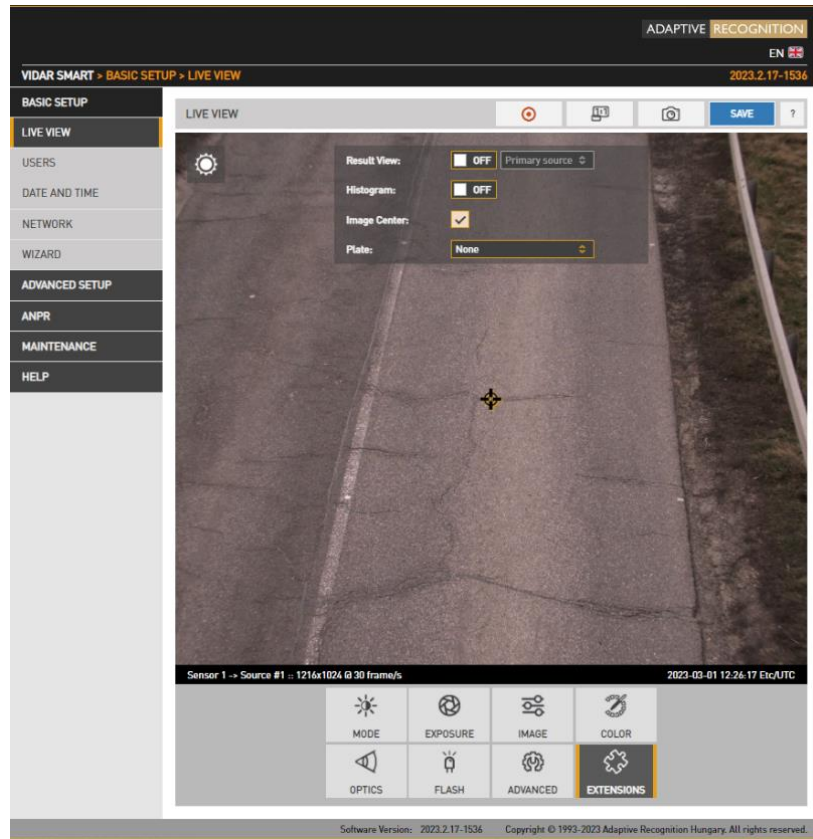 ADAPTIVE RECOGNITION
EN
VIDAR SMART > BASIC SETUP > LIVE VIEW 2023.2.17-1536
BASIC SETUP
LIVE VIEW
USERS
DATE AND TIME
NETWORK
WIZARD
ADVANCED SETUP
ANPR
MAINTENANCE
HELP
LIVE VIEW SAVE ?
Result View: OFF Primary source
Histogram: OFF
Image Center:
Plate: None
Sensor 1 -> Source #1 :: 1216x1024 @ 30 frame/s 2023-03-01 12:26:17 Etc/UTC
MODE EXPOSURE IMAGE COLOR
OPTICS FLASH ADVANCED EXTENSIONS
Software Version: 2023.2.17-1536 Copyright © 1993-2023 Adaptive Recognition Hungary. All rights reserved.